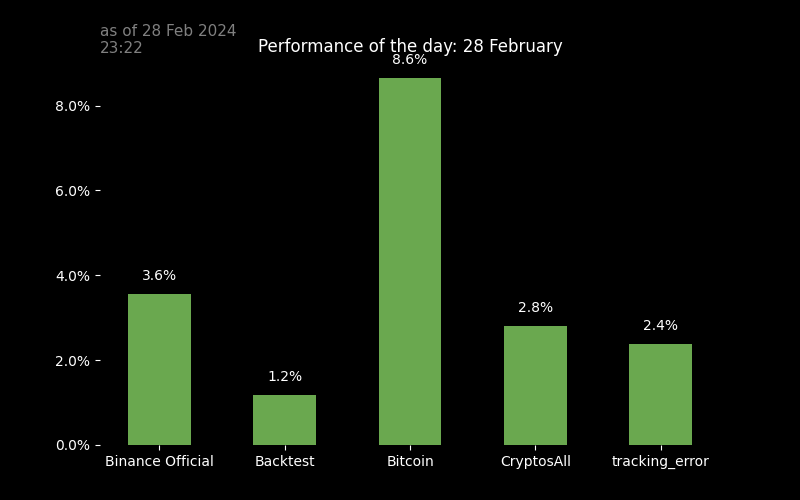 as of 28 Feb 2024
23:22
Performance of the day: 28 February
8.6%
8.0%
6.0%
4.0%
3.6%
2.8%
2.4%
2.0%
1.2%
0.0%
Binance Official
Backtest
Bitcoin
CryptosAll
tracking_error